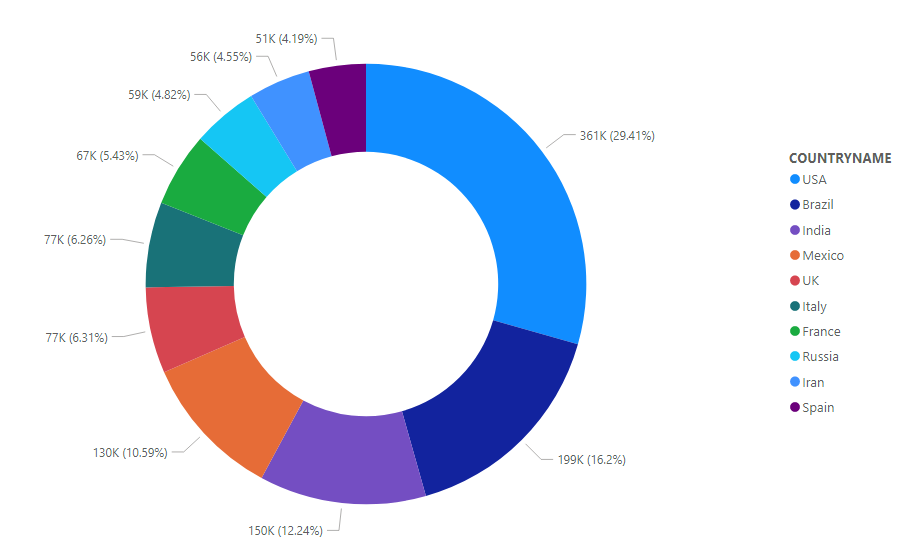 51K (4.19%)
56K (4.55%)
59K (4.82%)
67K (5.43%)
77K (6.26%)
77K (6.31%)
130K (10.59%)
150K (12.24%)
199K (16.2%)
361K (29.41%)
COUNTRYNAME
USA
Brazil
India
Mexico
UK
Italy
France
Russia
Iran
Spain